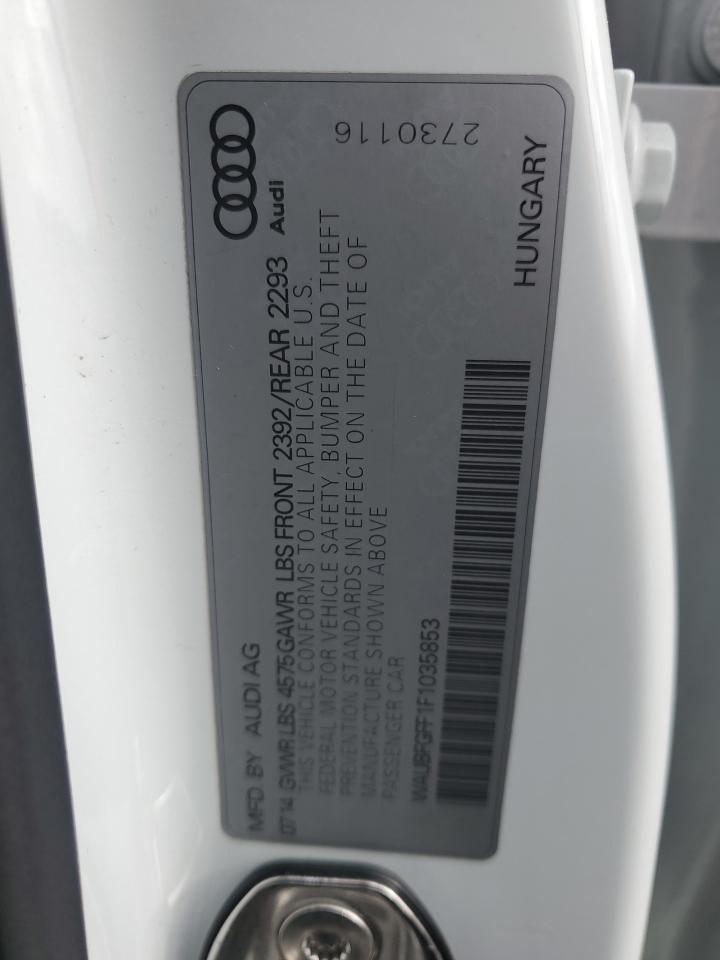 MFD BY AUDI AG
07 14 GVWR LBS 4575 GAWR LBS FRONT 2392/REAR 2293
Audi
THIS VEHICLE CONFORMS TO ALL APPLICABLE U.S.
FEDERAL MOTOR VEHICLE SAFETY, BUMPER AND THEFT
PREVENTION STANDARDS IN EFFECT ON THE DATE OF
MANUFACTURE SHOWN ABOVE
PASSENGER CAR
2730116
WAUBFGFF1F1035853
HUNGARY